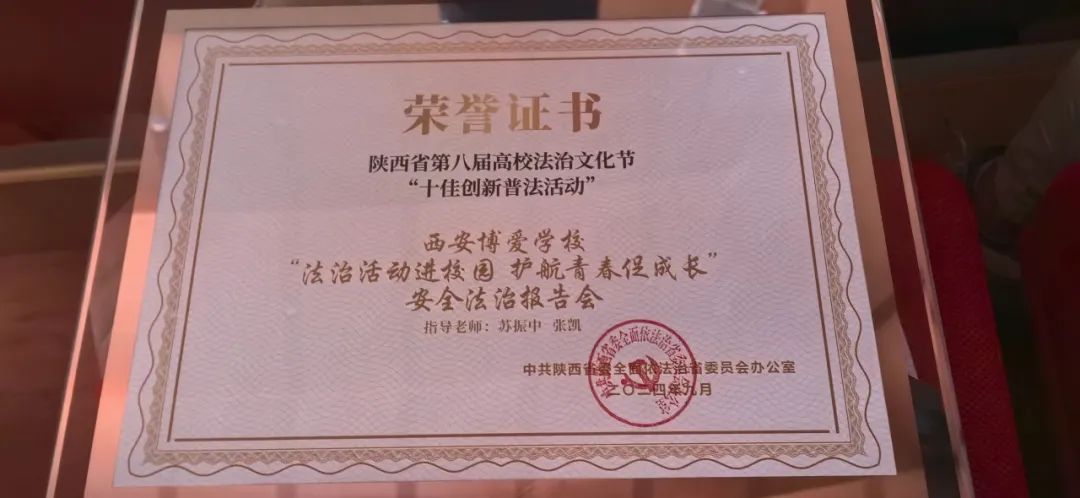 荣誉证书
陕西省第八届高校法治文化节
“十佳创新普法活动”
西安博爱学校
“法治活动进校园 护航青春促成长”
安全法治报告会
指导老师：苏振中 张凯
中共陕西省委全面依法治省委员会办公室
二〇二四年九月